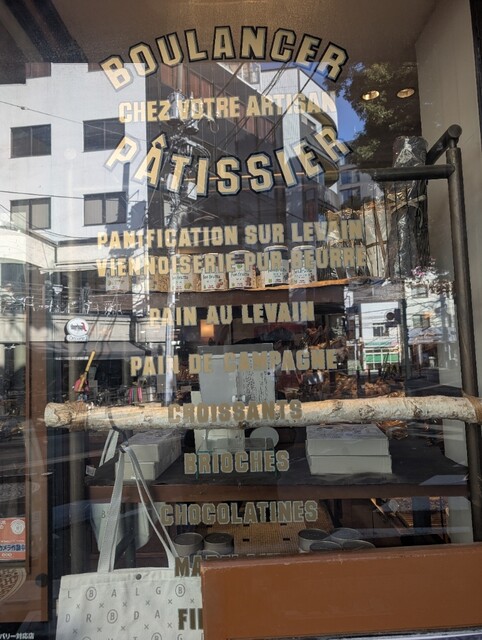 BOULANGER
CHEZ VOTRE ARTISAN
PÂTISSIER
PANIFICATION SUR LEVAIN
VIENNOISERIE PUR BEURRE
PAIN AU LEVAIN
PAIN DE CAMPAGNE
CROISSANTS
BRIOCHES
CHOCOLATINES